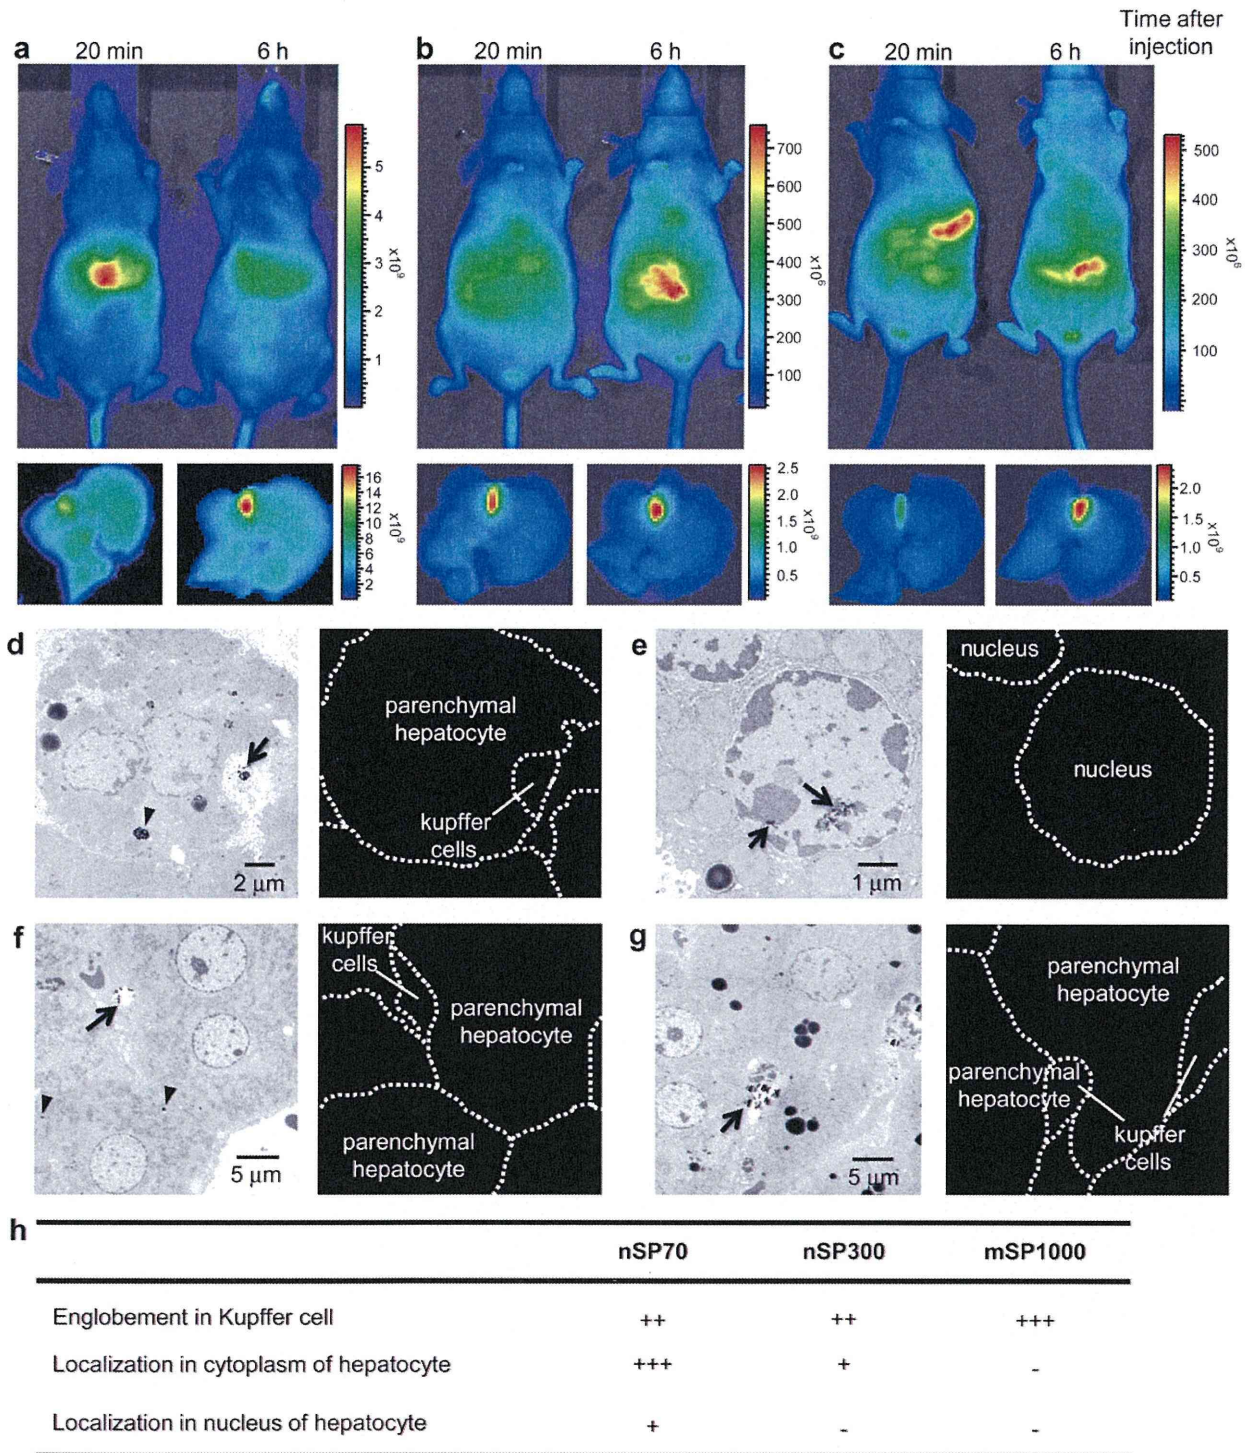 Time after
injection
a 20 min 6 h
b 20 min 6 h
c 20 min 6 h
5
4
3
2
1
x10⁹
700
600
500
400
300
200
100
x10⁶
500
400
300
200
100
x10⁶
16
14
12
10
8
6
4
2
x10⁹
2.5
2.0
1.5
1.0
0.5
x10⁹
2.0
1.5
1.0
0.5
x10⁹
d
2 μm
parenchymal
hepatocyte
kupffer
cells
e
1 μm
nucleus
nucleus
f
5 μm
kupffer
cells
parenchymal
hepatocyte
parenchymal
hepatocyte
g
5 μm
parenchymal
hepatocyte
parenchymal
hepatocyte
kupffer
cells
h
nSP70 nSP300 mSP1000
Englobement in Kupffer cell ++ ++ +++
Localization in cytoplasm of hepatocyte +++ + -
Localization in nucleus of hepatocyte + - -